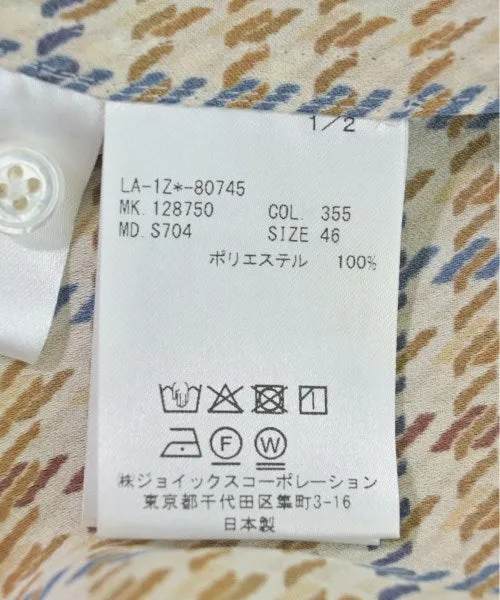 1/2
LA-1Z*-80745
MK. 128750 COL. 355
MD. S704 SIZE 46
ポリエステル 100%
F W
㈱ジョイックスコーポレーション
東京都千代田区隼町3-16
日本製